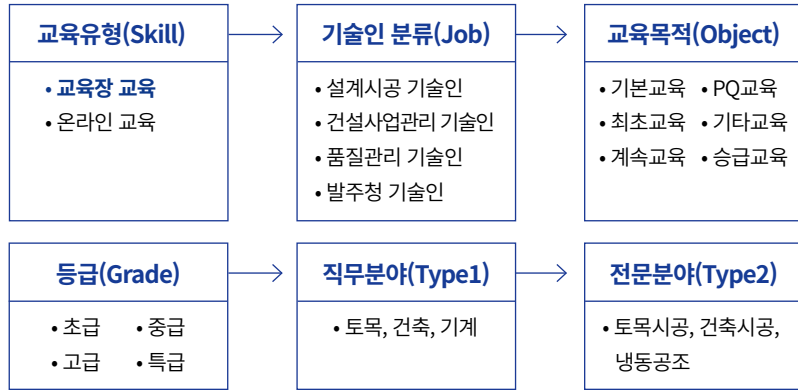 교육유형(Skill)
• 교육장 교육
• 온라인 교육
기술인 분류(Job)
• 설계시공 기술인
• 건설사업관리 기술인
• 품질관리 기술인
• 발주청 기술인
교육목적(Object)
• 기본교육 • PQ교육
• 최초교육 • 기타교육
• 계속교육 • 승급교육
등급(Grade)
• 초급 • 중급
• 고급 • 특급
직무분야(Type1)
• 토목, 건축, 기계
전문분야(Type2)
• 토목시공, 건축시공,
냉동공조